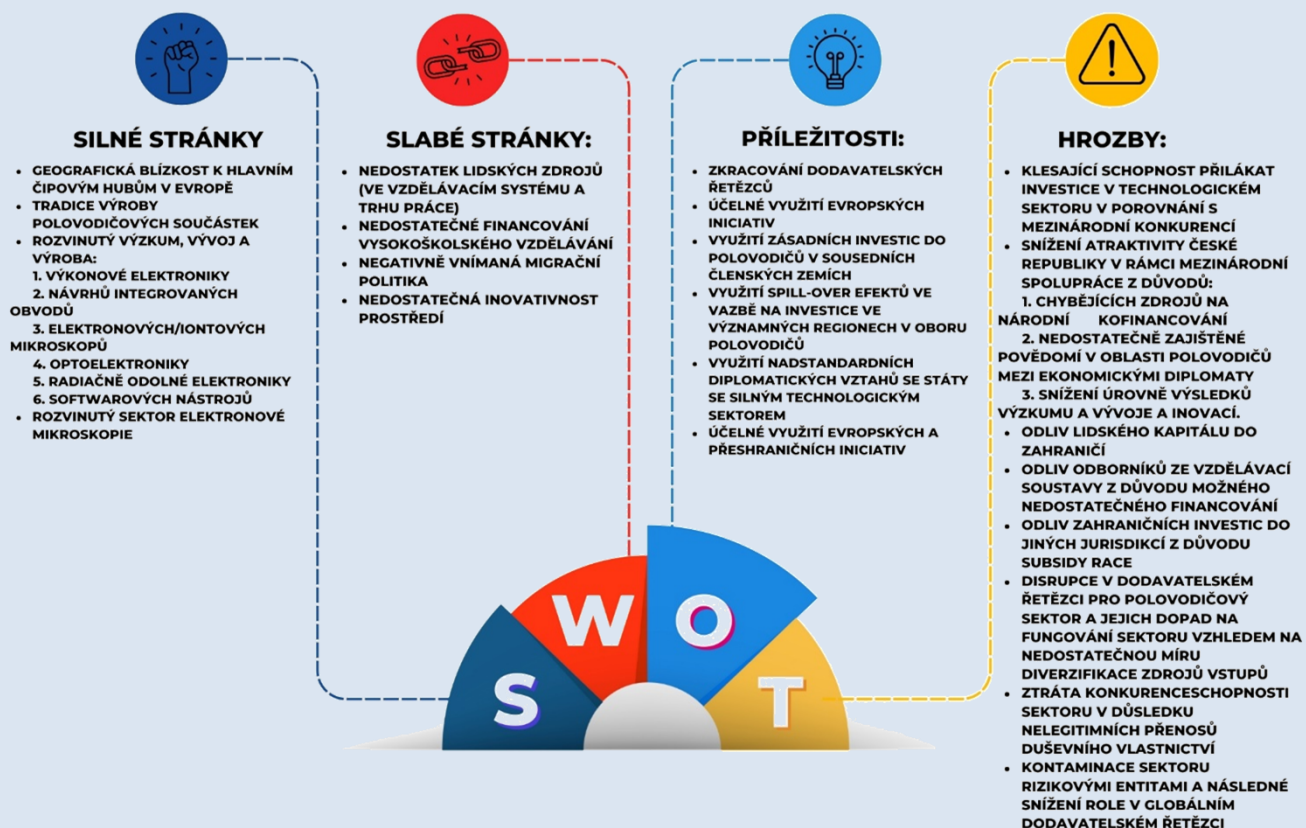 SILNÉ STRÁNKY
• GEOGRAFICKÁ BLÍZKOST K HLAVNÍM
ČIPOVÝM HUBŮM V EVROPĚ
• TRADICE VÝROBY
POLOVODIČOVÝCH SOUČÁSTEK
• ROZVINUTÝ VÝZKUM, VÝVOJ A
VÝROBA:
1. VÝKONOVÉ ELEKTRONIKY
2. NÁVRHŮ INTEGROVANÝCH
OBVODŮ
3. ELEKTRONOVÝCH/IONTOVÝCH
MIKROSKOPŮ
4. OPTOELEKTRONIKY
5. RADIAČNĚ ODOLNÉ ELEKTRONIKY
6. SOFTWAROVÝCH NÁSTROJŮ
• ROZVINUTÝ SEKTOR ELEKTRONOVÉ
MIKROSKOPIE
SLABÉ STRÁNKY:
• NEDOSTATEK LIDSKÝCH ZDROJŮ
(VE VZDĚLÁVACÍM SYSTÉMU A
TRHU PRÁCE)
• NEDOSTATEČNÉ FINANCOVÁNÍ
VYSOKOŠKOLSKÉHO VZDĚLÁVÁNÍ
• NEGATIVNĚ VNÍMANÁ MIGRAČNÍ
POLITIKA
• NEDOSTATEČNÁ INOVATIVNOST
PROSTŘEDÍ
PŘÍLEŽITOSTI:
• ZKRACOVÁNÍ DODAVATELSKÝCH
ŘETĚZCŮ
• ÚČELNÉ VYUŽITÍ EVROPSKÝCH
INICIATIV
• VYUŽITÍ ZÁSADNÍCH INVESTIC DO
POLOVODIČŮ V SOUSEDNÍCH
ČLENSKÝCH ZEMÍCH
• VYUŽITÍ SPILL-OVER EFEKTŮ VE
VAZBĚ NA INVESTICE VE
VÝZNAMNÝCH REGIONECH V OBORU
POLOVODIČŮ
• VYUŽITÍ NADSTANDARDNÍCH
DIPLOMATICKÝCH VZTAHŮ SE STÁTY
SE SILNÝM TECHNOLOGICKÝM
SEKTOREM
• ÚČELNÉ VYUŽITÍ EVROPSKÝCH A
PŘESHRANIČNÍCH INICIATIV
HROZBY:
• KLESAJÍCÍ SCHOPNOST PŘILÁKAT
INVESTICE V TECHNOLOGICKÉM
SEKTORU V POROVNÁNÍ S
MEZINÁRODNÍ KONKURENCÍ
• SNÍŽENÍ ATRAKTIVITY ČESKÉ
REPUBLIKY V RÁMCI MEZINÁRODNÍ
SPOLUPRÁCE Z DŮVODŮ:
1. CHYBĚJÍCÍCH ZDROJŮ NA
NÁRODNÍ KOFINANCOVÁNÍ
2. NEDOSTATEČNĚ ZAJIŠTĚNÉ
POVĚDOMÍ V OBLASTI POLOVODIČŮ
MEZI EKONOMICKÝMI DIPLOMATY
3. SNÍŽENÍ ÚROVNĚ VÝSLEDKŮ
VÝZKUMU A VÝVOJE A INOVACÍ.
• ODLIV LIDSKÉHO KAPITÁLU DO
ZAHRANIČÍ
• ODLIV ODBORNÍKŮ ZE VZDĚLÁVACÍ
SOUSTAVY Z DŮVODU MOŽNÉHO
NEDOSTATEČNÉHO FINANCOVÁNÍ
• ODLIV ZAHRANIČNÍCH INVESTIC DO
JINÝCH JURISDIKCÍ Z DŮVODU
SUBSIDY RACE
• DISRUPCE V DODAVATELSKÉM
ŘETĚZCI PRO POLOVODIČOVÝ
SEKTOR A JEJICH DOPAD NA
FUNGOVÁNÍ SEKTORU VZHLEDEM NA
NEDOSTATEČNOU MÍRU
DIVERZIFIKACE ZDROJŮ VSTUPŮ
• ZTRÁTA KONKURENCESCHOPNOSTI
SEKTORU V DŮSLEDKU
NELEGITIMNÍCH PŘENOSŮ
DUŠEVNÍHO VLASTNICTVÍ
• KONTAMINACE SEKTORU
RIZIKOVÝMI ENTITAMI A NÁSLEDNÉ
SNÍŽENÍ ROLE V GLOBÁLNÍM
DODAVATELSKÉM ŘETĚZCI
S
W
O
T